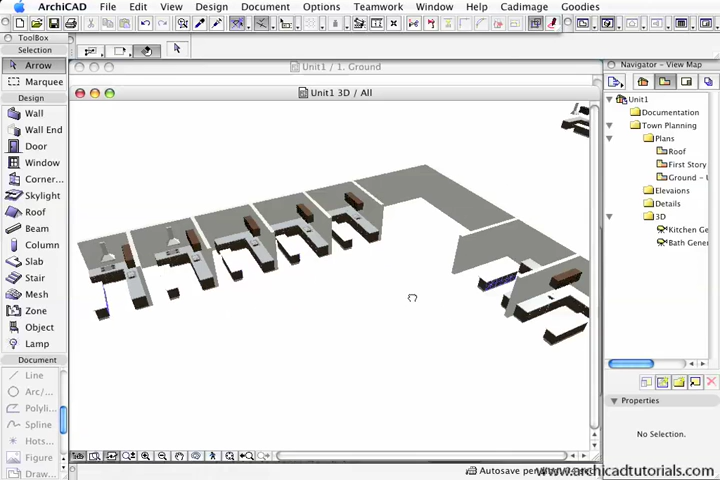 ArchiCAD File Edit View Design Document Options Teamwork Window Help Cadimage Goodies
ToolBox
Selection
Arrow
Marquee
Design
Wall
Wall End
Door
Window
Corner...
Skylight
Roof
Beam
Column
Slab
Stair
Mesh
Zone
Object
Lamp
Document
Line
Arc/...
Polyli...
Spline
Hots...
Figure
Draw...
Unit1 / 1. Ground
Unit1 3D / All
Navigator - View Map
Unit1
Documentation
Town Planning
Plans
Roof
First Story
Ground -
Elevaions
Details
3D
Kitchen Ge
Bath Gene
Properties
No Selection.
Autosave
www.archicadtutorials.com